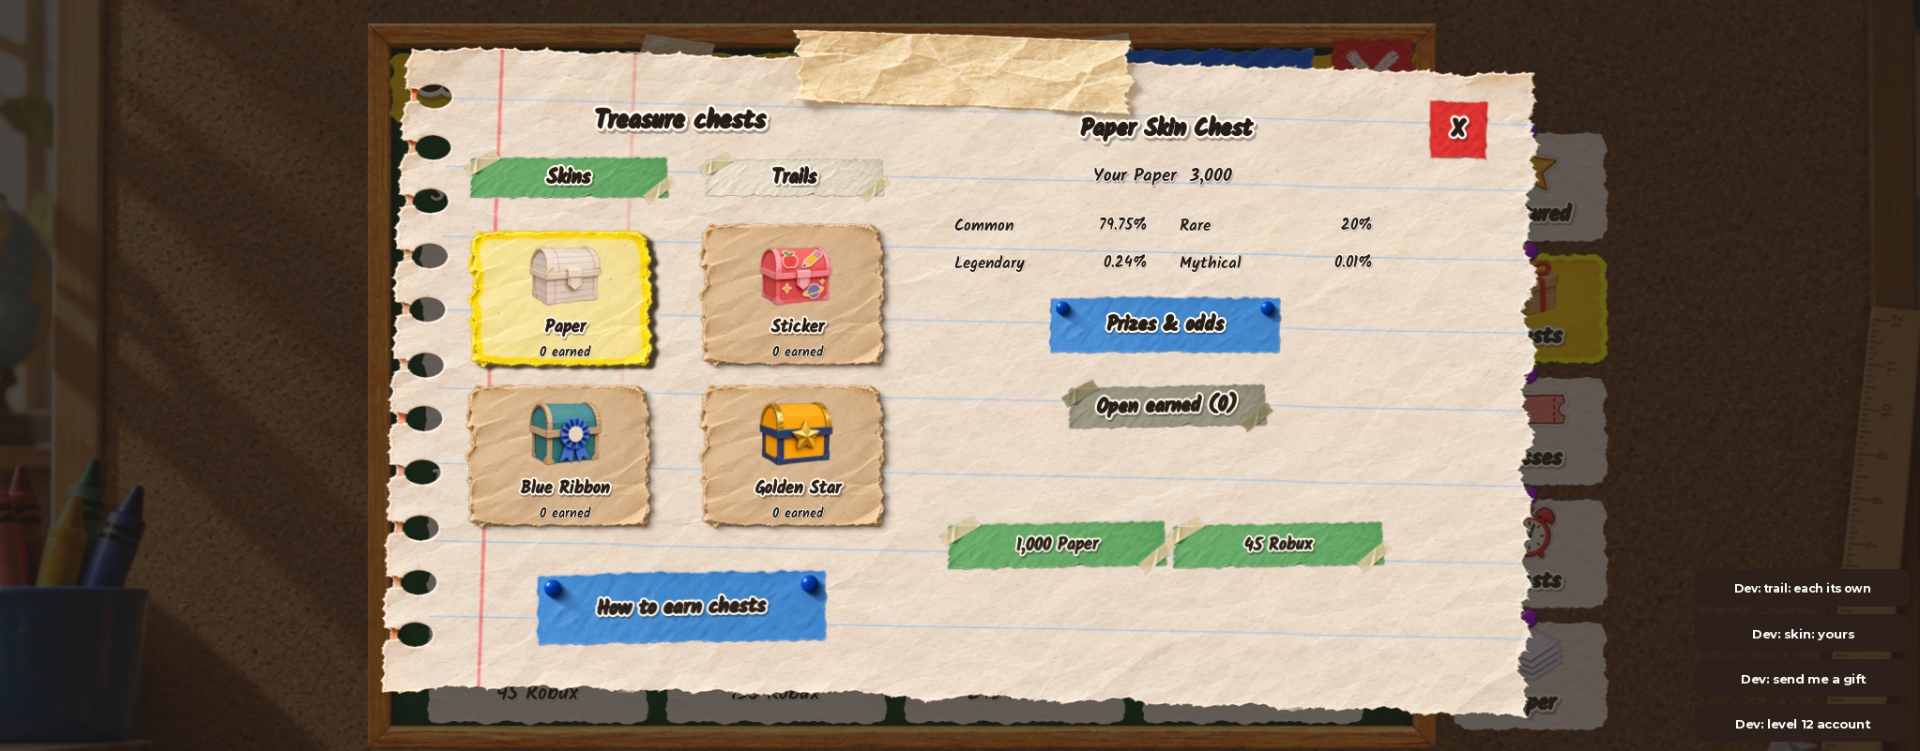 Treasure chests
Skins
Trails
Paper
0 earned
Sticker
0 earned
Blue Ribbon
0 earned
Golden Star
0 earned
How to earn chests
Paper Skin Chest
X
Your Paper 3,000
Common 79.75% Rare 20%
Legendary 0.24% Mythical 0.01%
Prizes & odds
Open earned (0)
1,000 Paper
45 Robux
45 Robux
Dev: trail: each its own
Dev: skin: yours
Dev: send me a gift
Dev: level 12 account